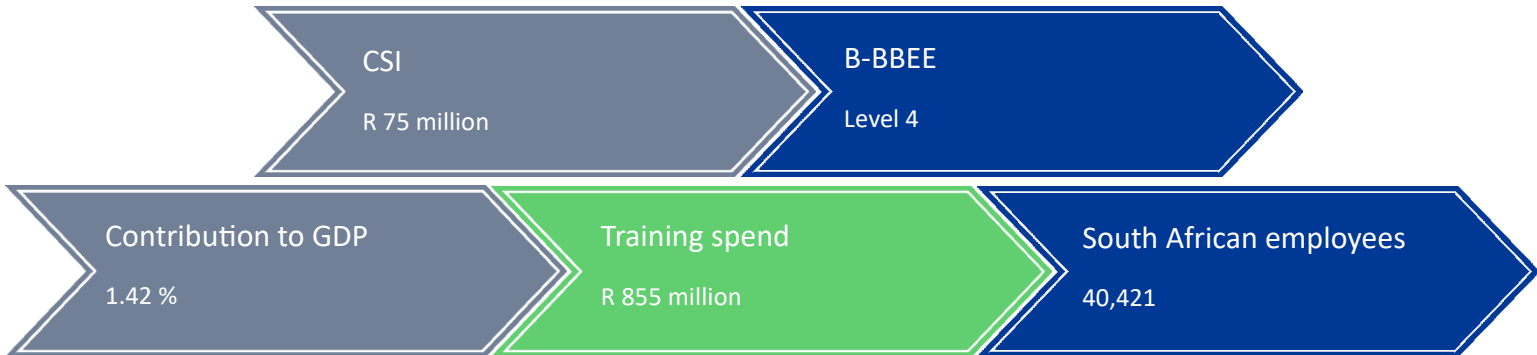 CSI
R 75 million
B-BBEE
Level 4
Contribution to GDP
1.42 %
Training spend
R 855 million
South African employees
40,421